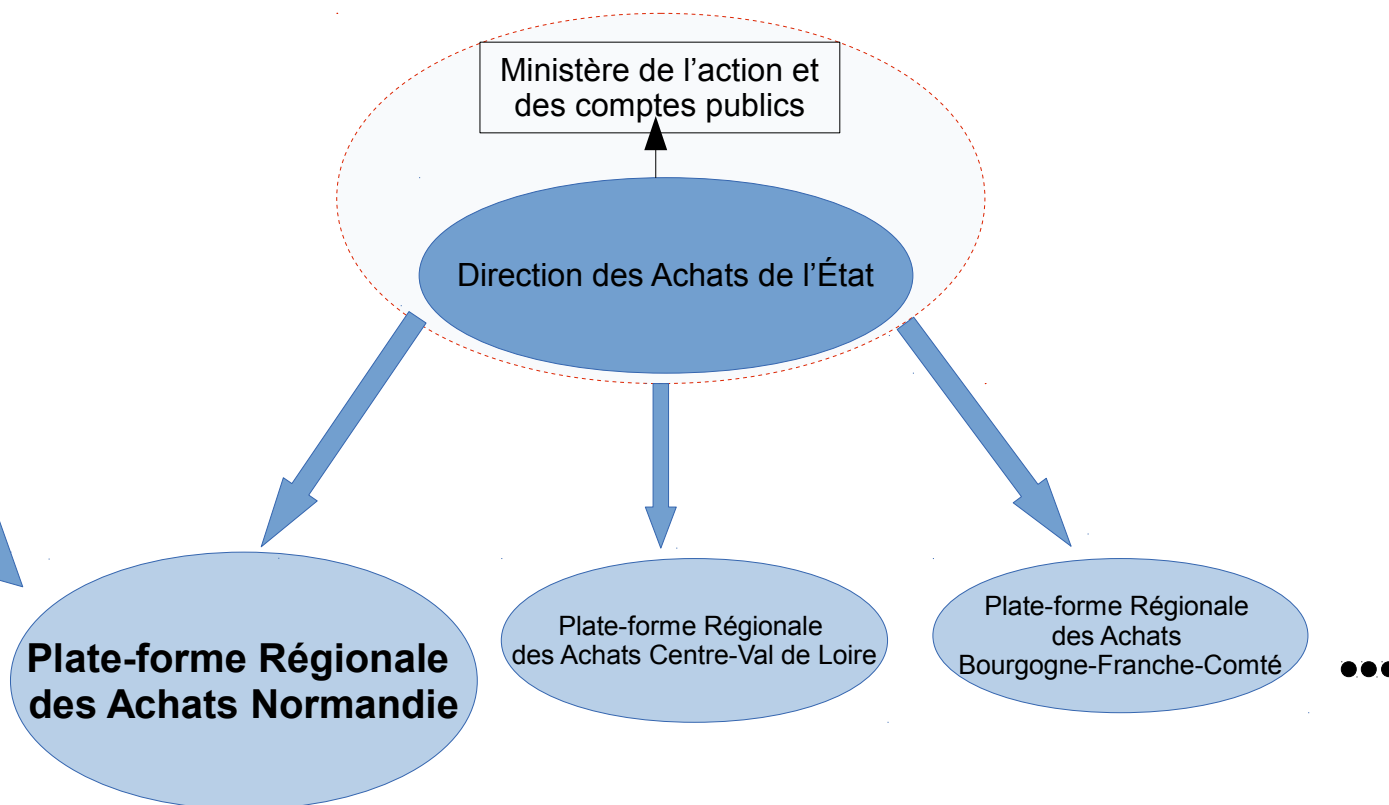 Ministère de l’action et
des comptes publics
Direction des Achats de l’État
Plate-forme Régionale
des Achats Normandie
Plate-forme Régionale
des Achats Centre-Val de Loire
Plate-forme Régionale
des Achats
Bourgogne-Franche-Comté